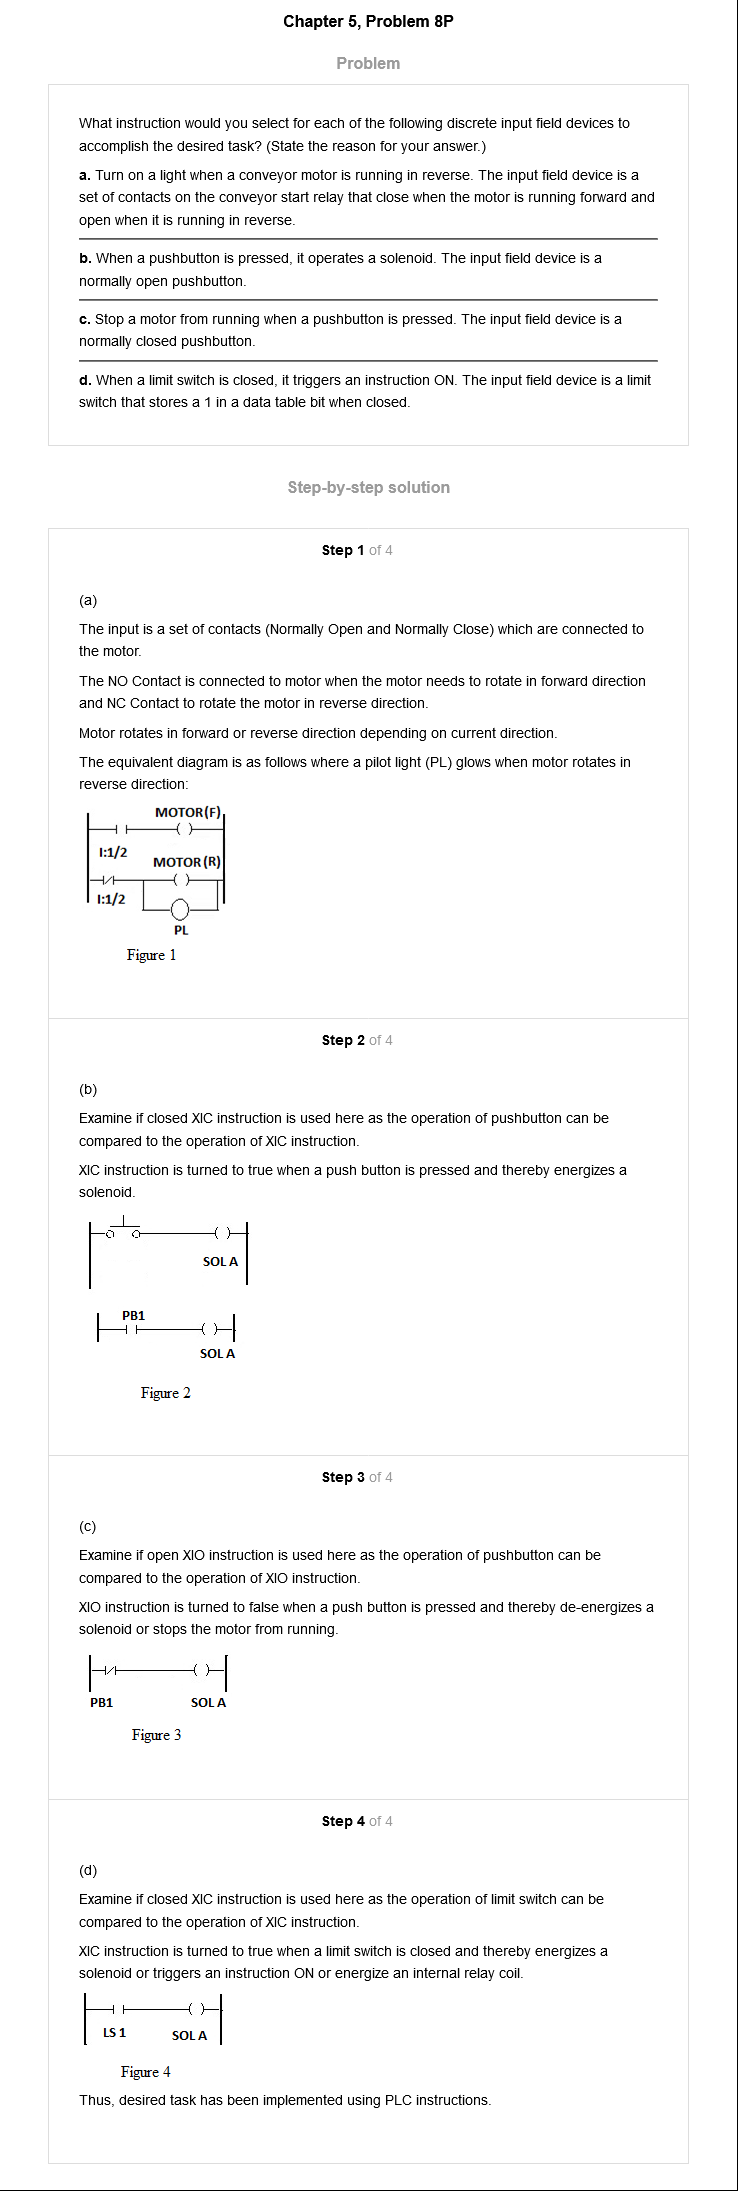 Chapter 5, Problem 8P
Problem
What instruction would you select for each of the following discrete input field devices to
accomplish the desired task? (State the reason for your answer.)
a. Turn on a light when a conveyor motor is running in reverse. The input field device is a
set of contacts on the conveyor start relay that close when the motor is running forward and
open when it is running in reverse.
b. When a pushbutton is pressed, it operates a solenoid. The input field device is a
normally open pushbutton.
c. Stop a motor from running when a pushbutton is pressed. The input field device is a
normally closed pushbutton.
d. When a limit switch is closed, it triggers an instruction ON. The input field device is a limit
switch that stores a 1 in a data table bit when closed.
Step-by-step solution
Step 1 of 4
(a)
The input is a set of contacts (Normally Open and Normally Close) which are connected to
the motor.
The NO Contact is connected to motor when the motor needs to rotate in forward direction
and NC Contact to rotate the motor in reverse direction.
Motor rotates in forward or reverse direction depending on current direction.
The equivalent diagram is as follows where a pilot light (PL) glows when motor rotates in
reverse direction:
MOTOR(F)
I:1/2
MOTOR(R)
I:1/2
PL
Figure 1
Step 2 of 4
(b)
Examine if closed XIC instruction is used here as the operation of pushbutton can be
compared to the operation of XIC instruction.
XIC instruction is turned to true when a push button is pressed and thereby energizes a
solenoid.
SOL A
PB1
SOL A
Figure 2
Step 3 of 4
(c)
Examine if open XIO instruction is used here as the operation of pushbutton can be
compared to the operation of XIO instruction.
XIO instruction is turned to false when a push button is pressed and thereby de-energizes a
solenoid or stops the motor from running.
PB1 SOL A
Figure 3
Step 4 of 4
(d)
Examine if closed XIC instruction is used here as the operation of limit switch can be
compared to the operation of XIC instruction.
XIC instruction is turned to true when a limit switch is closed and thereby energizes a
solenoid or triggers an instruction ON or energize an internal relay coil.
LS 1 SOL A
Figure 4
Thus, desired task has been implemented using PLC instructions.